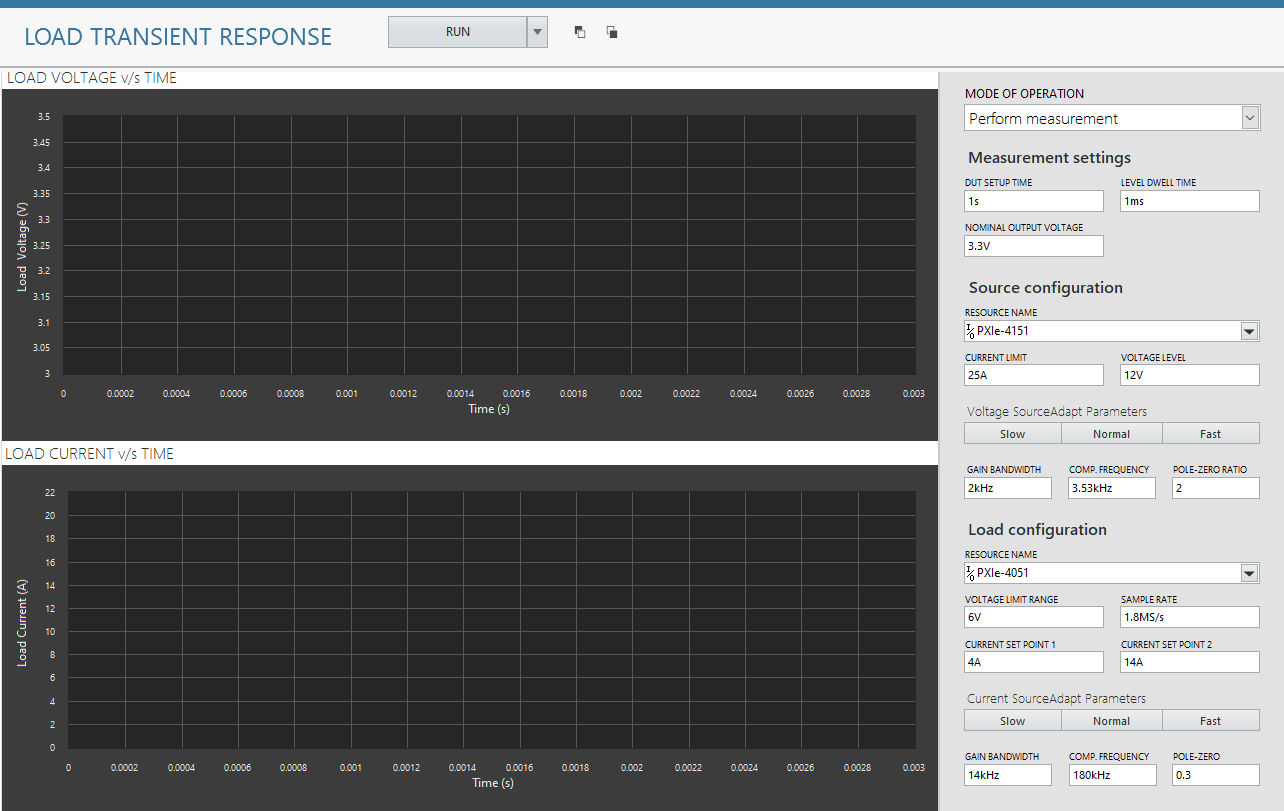 LOAD TRANSIENT RESPONSE
RUN
LOAD VOLTAGE v/s TIME
3.5
3.45
3.4
3.35
3.3
3.25
3.2
3.15
3.1
3.05
3
Load Voltage (V)
0 0.0002 0.0004 0.0006 0.0008 0.001 0.0012 0.0014 0.0016 0.0018 0.002 0.0022 0.0024 0.0026 0.0028 0.003
Time (s)
LOAD CURRENT v/s TIME
22
20
18
16
14
12
10
8
6
4
2
0
Load Current (A)
0 0.0002 0.0004 0.0006 0.0008 0.001 0.0012 0.0014 0.0016 0.0018 0.002 0.0022 0.0024 0.0026 0.0028 0.003
Time (s)
MODE OF OPERATION
Perform measurement
Measurement settings
DUT SETUP TIME LEVEL DWELL TIME
1s 1ms
NOMINAL OUTPUT VOLTAGE
3.3V
Source configuration
RESOURCE NAME
I/O PXIe-4151
CURRENT LIMIT VOLTAGE LEVEL
25A 12V
Voltage SourceAdapt Parameters
Slow Normal Fast
GAIN BANDWIDTH COMP. FREQUENCY POLE-ZERO RATIO
2kHz 3.53kHz 2
Load configuration
RESOURCE NAME
I/O PXIe-4051
VOLTAGE LIMIT RANGE SAMPLE RATE
6V 1.8MS/s
CURRENT SET POINT 1 CURRENT SET POINT 2
4A 14A
Current SourceAdapt Parameters
Slow Normal Fast
GAIN BANDWIDTH COMP. FREQUENCY POLE-ZERO
14kHz 180kHz 0.3